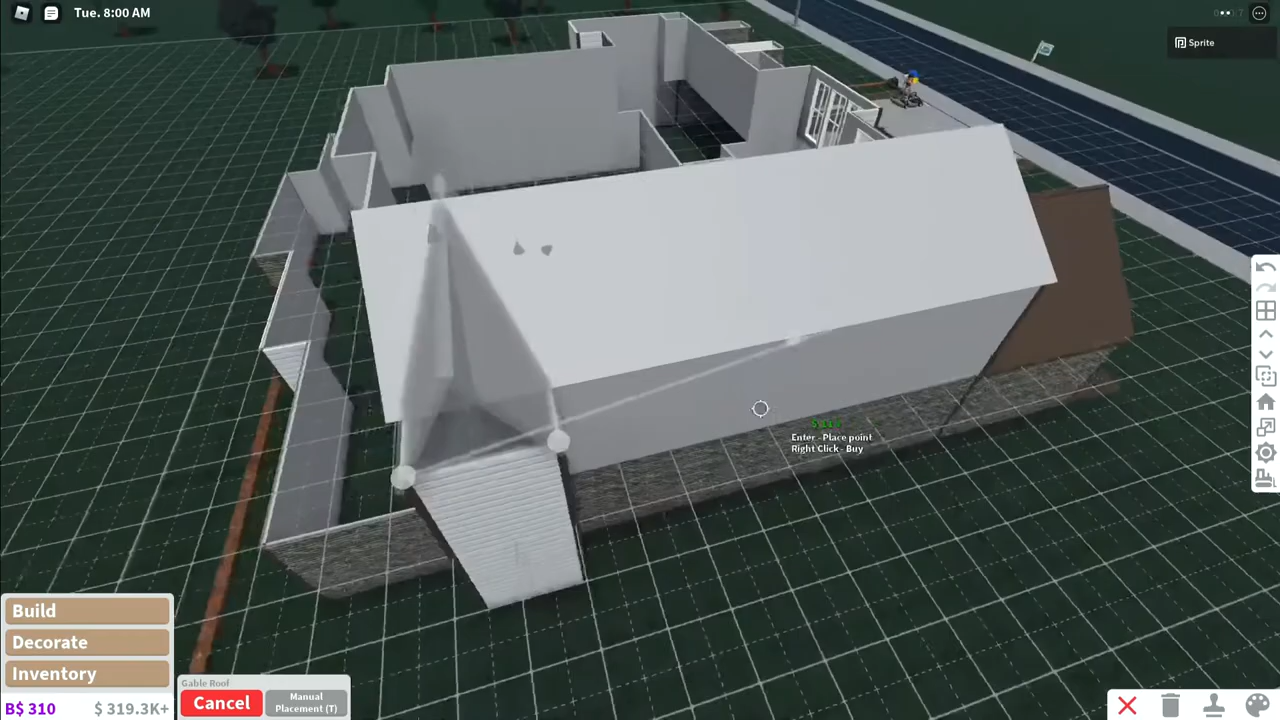 Tue. 8:00 AM
Sprite
Enter - Place point
Right Click - Buy
Build
Decorate
Inventory
B$ 310
$ 319.3K+
Gable Roof
Cancel
Manual
Placement (T)